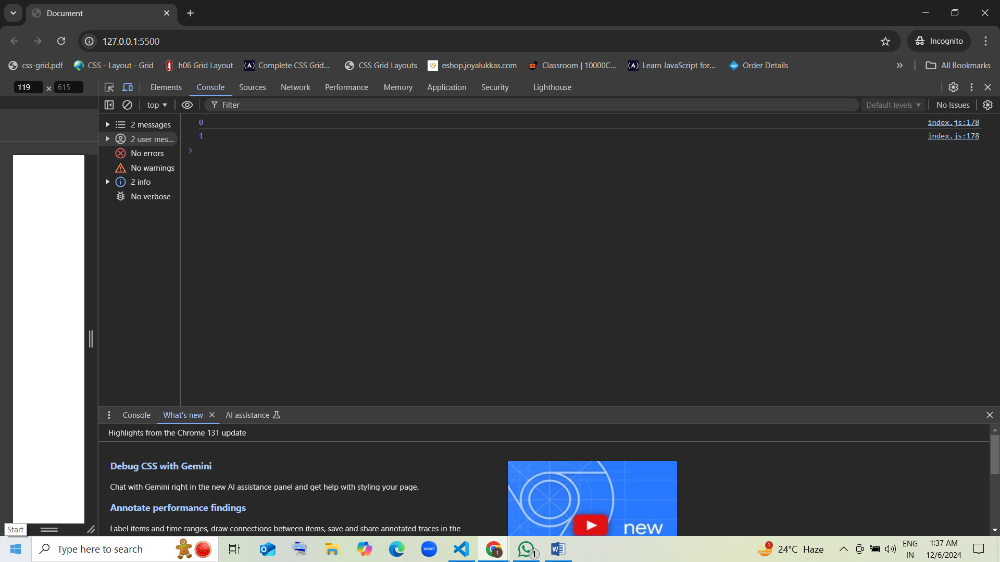 Document
127.0.0.1:5500
Incognito
css-grid.pdf
CSS - Layout - Grid
h06 Grid Layout
Complete CSS Grid...
CSS Grid Layouts
eshop.joyalukkas.com
Classroom | 10000C...
Learn JavaScript for...
Order Details
All Bookmarks
119 × 615
Elements Console Sources Network Performance Memory Application Security Lighthouse
top Filter Default levels No Issues
2 messages
2 user mes...
No errors
No warnings
2 info
No verbose
0 index.js:178
1 index.js:178
Console What's new AI assistance
Highlights from the Chrome 131 update
Debug CSS with Gemini
Chat with Gemini right in the new AI assistance panel and get help with styling your page.
Annotate performance findings
Label items and time ranges, draw connections between items, save and share annotated traces in the
new
Start
Type here to search
zoom
t
1
1
24°C Haze
ENG
IN
1:37 AM
12/6/2024